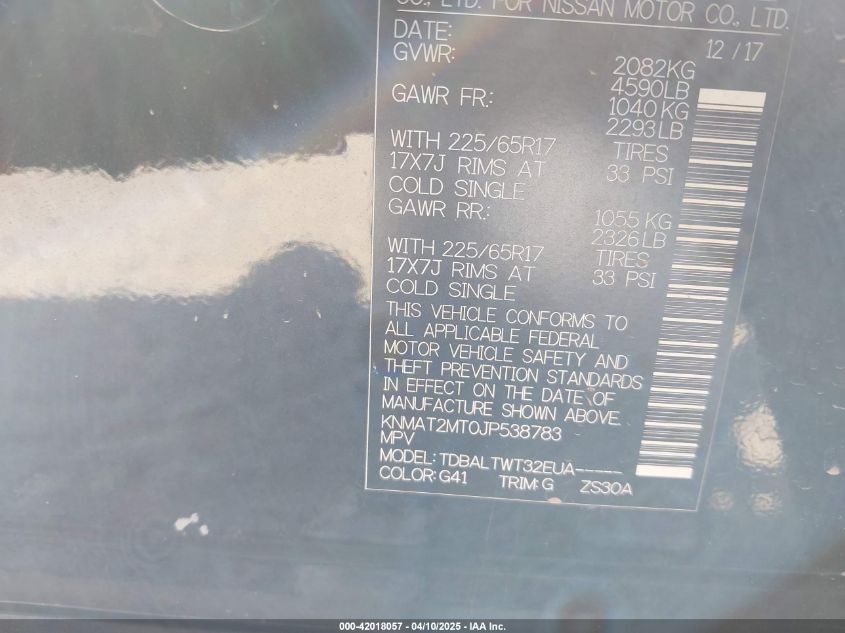 CO., LTD. FOR NISSAN MOTOR CO., LTD.
DATE: 12/17
GVWR: 2082KG
4590LB
GAWR FR.: 1040KG
2293LB
WITH 225/65R17 TIRES
17X7J RIMS AT 33 PSI
COLD SINGLE
GAWR RR.: 1055KG
2326LB
WITH 225/65R17 TIRES
17X7J RIMS AT 33 PSI
COLD SINGLE
THIS VEHICLE CONFORMS TO
ALL APPLICABLE FEDERAL
MOTOR VEHICLE SAFETY AND
THEFT PREVENTION STANDARDS
IN EFFECT ON THE DATE OF
MANUFACTURE SHOWN ABOVE.
KNMAT2MT0JP538783
MPV
MODEL: TDBALTWT32EUA-----
COLOR: G41 TRIM: G ZS30A
000-42018057 - 04/10/2025 - IAA Inc.